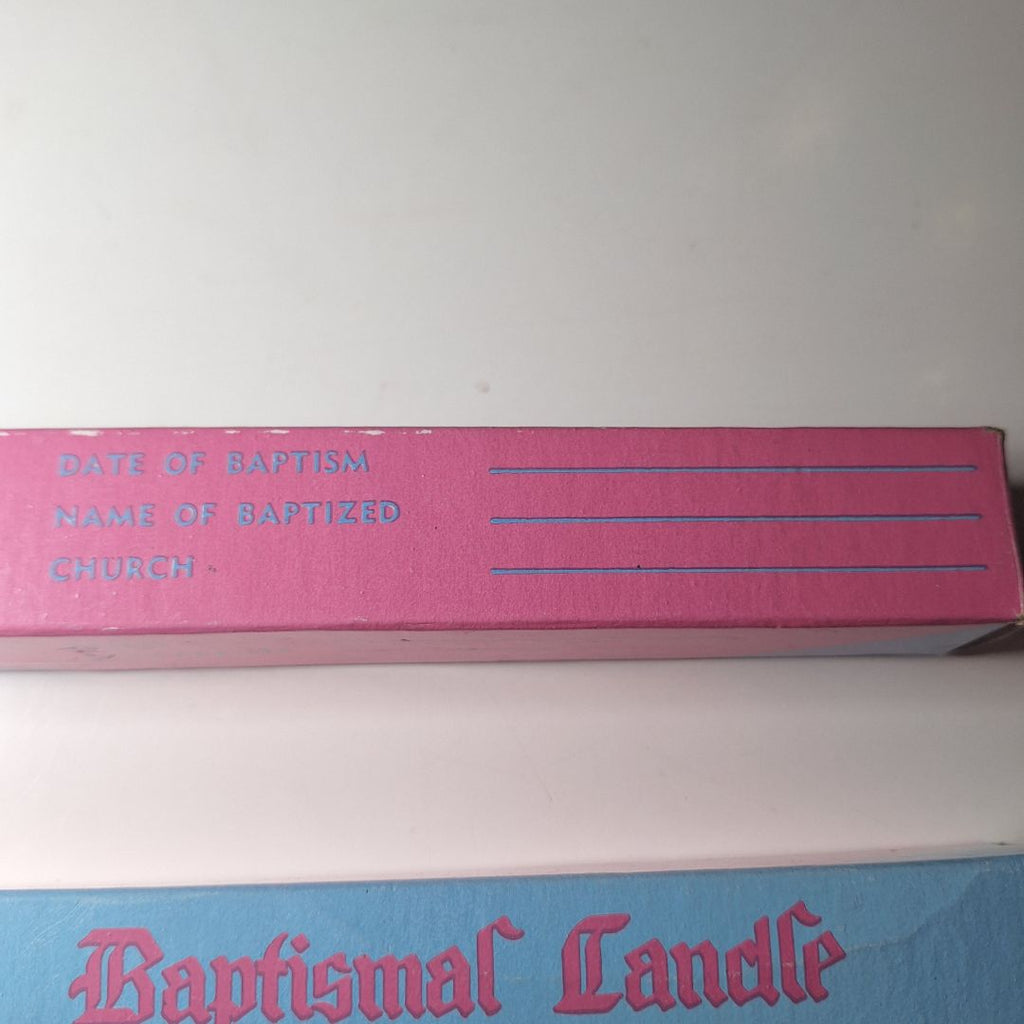 DATE OF BAPTISM
NAME OF BAPTIZED
CHURCH
Baptismal Candle